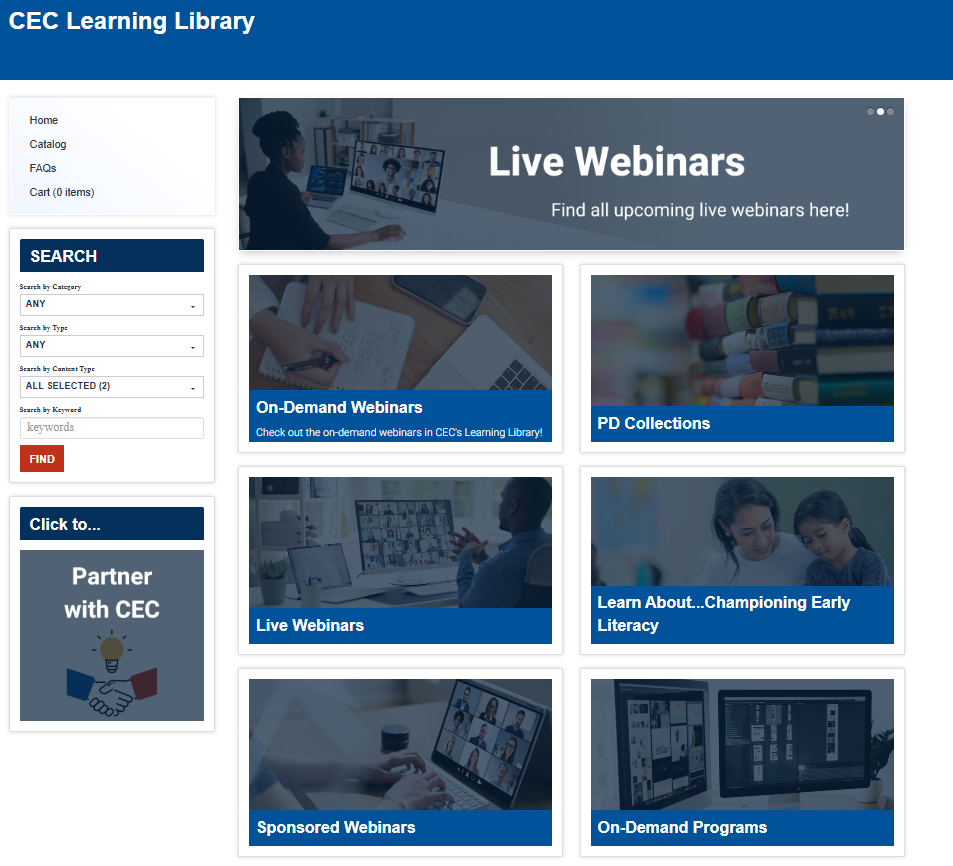 CEC Learning Library
Home
Catalog
FAQs
Cart (0 items)
SEARCH
Search by Category
ANY
Search by Type
ANY
Search by Content Type
ALL SELECTED (2)
Search by Keyword
keywords
FIND
Click to...
Partner
with CEC
Live Webinars
Find all upcoming live webinars here!
On-Demand Webinars
Check out the on-demand webinars in CEC's Learning Library!
PD Collections
Live Webinars
Learn About...Championing Early
Literacy
Sponsored Webinars
On-Demand Programs